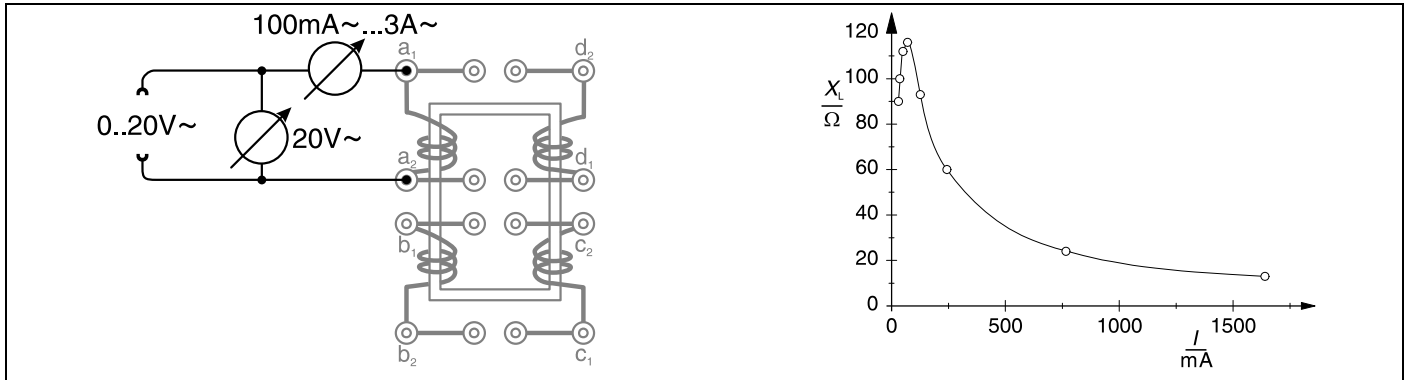 100mA~...3A~
a₁
d₂
0..20V~
20V~
a₂
d₁
b₁
c₂
b₂
c₁
X_L
Ω
120
100
80
60
40
20
0
0
500
1000
1500
I
mA